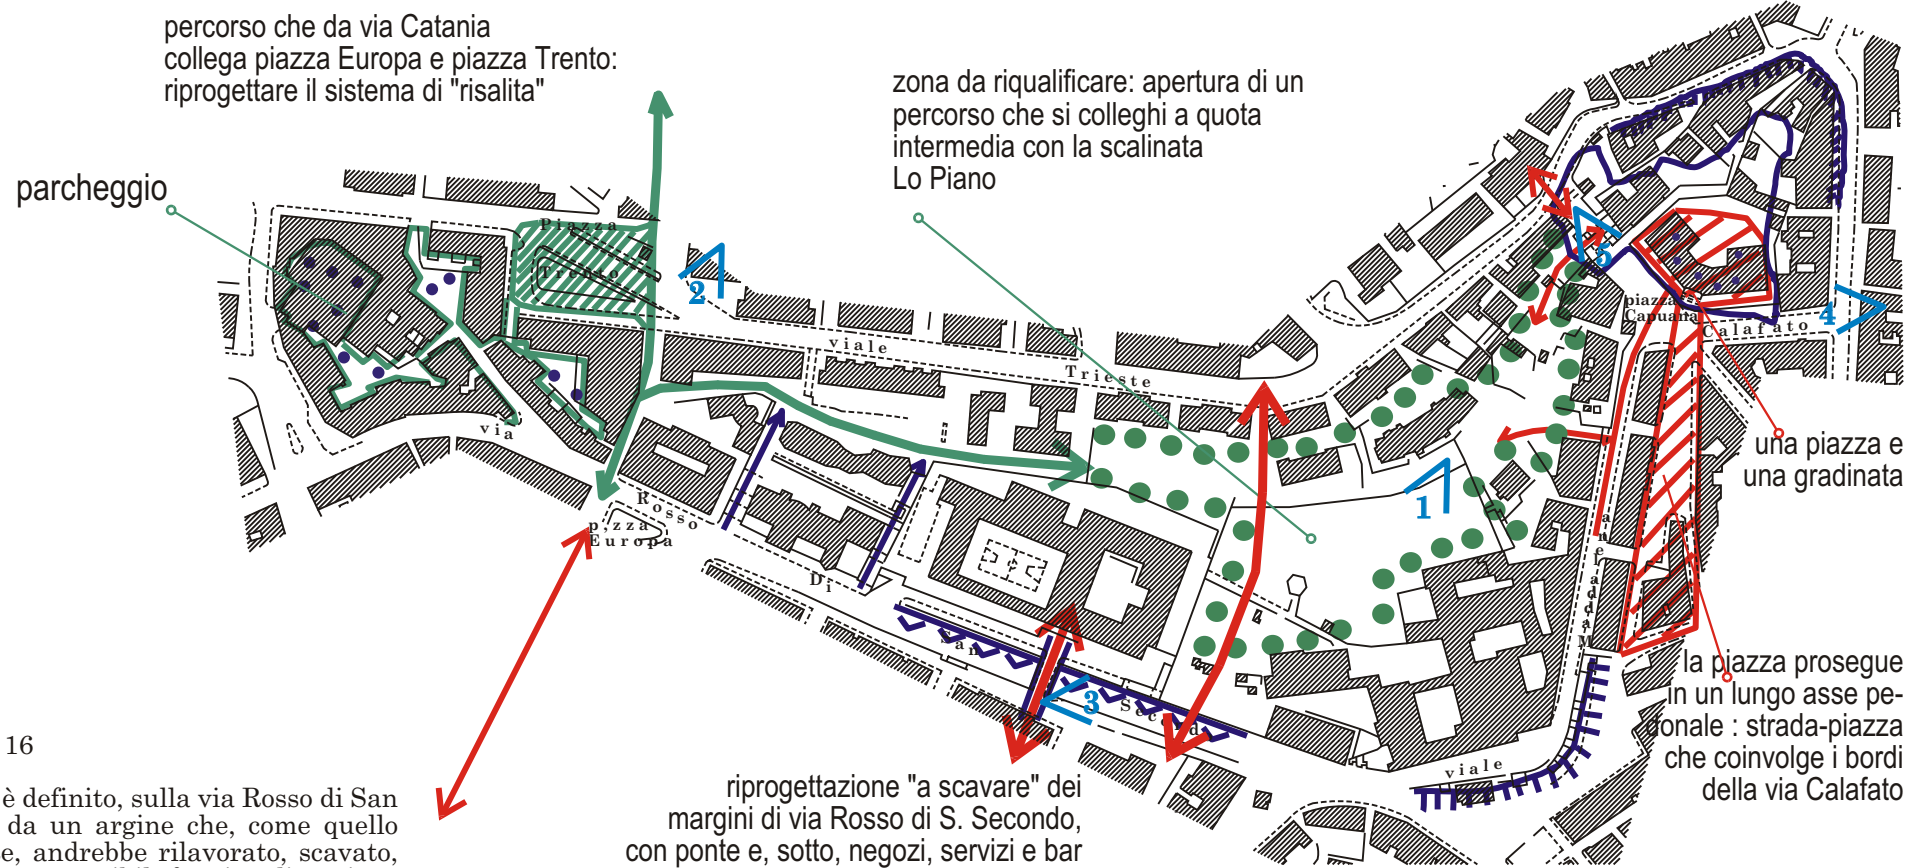 percorso che da via Catania
collega piazza Europa e piazza Trento:
riprogettare il sistema di "risalita"
zona da riqualificare: apertura di un
percorso che si colleghi a quota
intermedia con la scalinata
Lo Piano
parcheggio
Piazza
Trento
2
5
4
piazza
Capuana
Calafato
viale
Trieste
via
Rosso
p.zza
Europa
Di
San
Second
1
3
viale
una piazza e
una gradinata
la piazza prosegue
in un lungo asse pe-
donale : strada-piazza
che coinvolge i bordi
della via Calafato
riprogettazione "a scavare" dei
margini di via Rosso di S. Secondo,
con ponte e, sotto, negozi, servizi e bar
16
è definito, sulla via Rosso di San
da un argine che, come quello
e, andrebbe rilavorato, scavato,